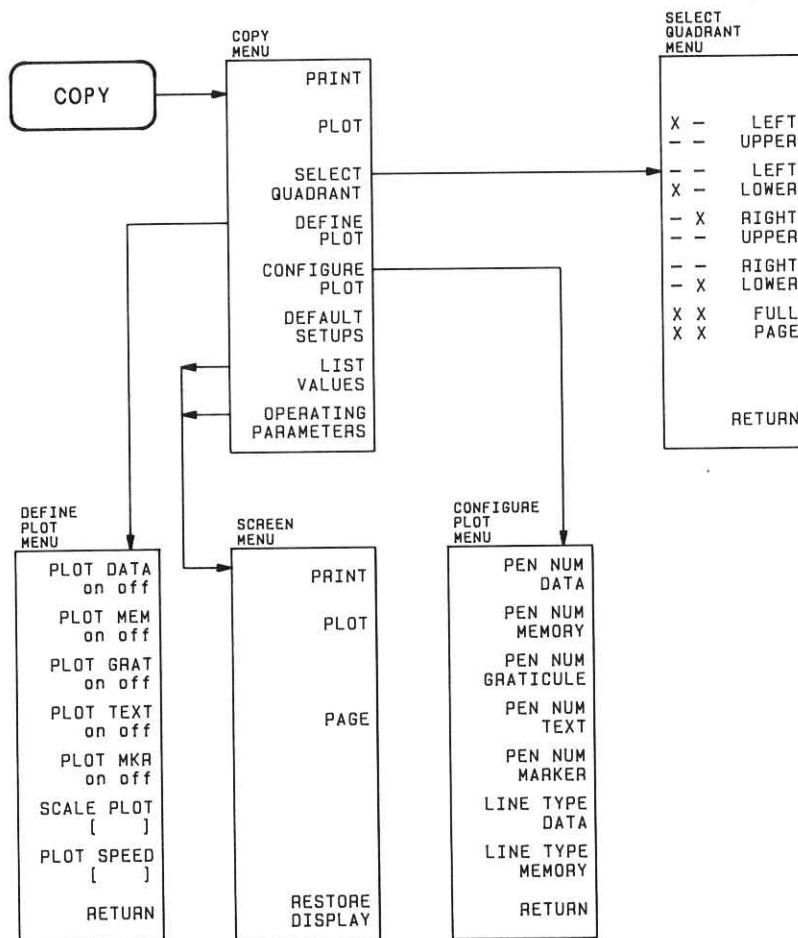 COPY
COPY
MENU
PRINT
PLOT
SELECT
QUADRANT
DEFINE
PLOT
CONFIGURE
PLOT
DEFAULT
SETUPS
LIST
VALUES
OPERATING
PARAMETERS
SELECT
QUADRANT
MENU
X – LEFT
– – UPPER
– – LEFT
X – LOWER
– X RIGHT
– – UPPER
– – RIGHT
– X LOWER
X X FULL
X X PAGE
RETURN
DEFINE
PLOT
MENU
PLOT DATA
on off
PLOT MEM
on off
PLOT GRAT
on off
PLOT TEXT
on off
PLOT MKR
on off
SCALE PLOT
[ ]
PLOT SPEED
[ ]
RETURN
SCREEN
MENU
PRINT
PLOT
PAGE
RESTORE
DISPLAY
CONFIGURE
PLOT
MENU
PEN NUM
DATA
PEN NUM
MEMORY
PEN NUM
GRATICULE
PEN NUM
TEXT
PEN NUM
MARKER
LINE TYPE
DATA
LINE TYPE
MEMORY
RETURN